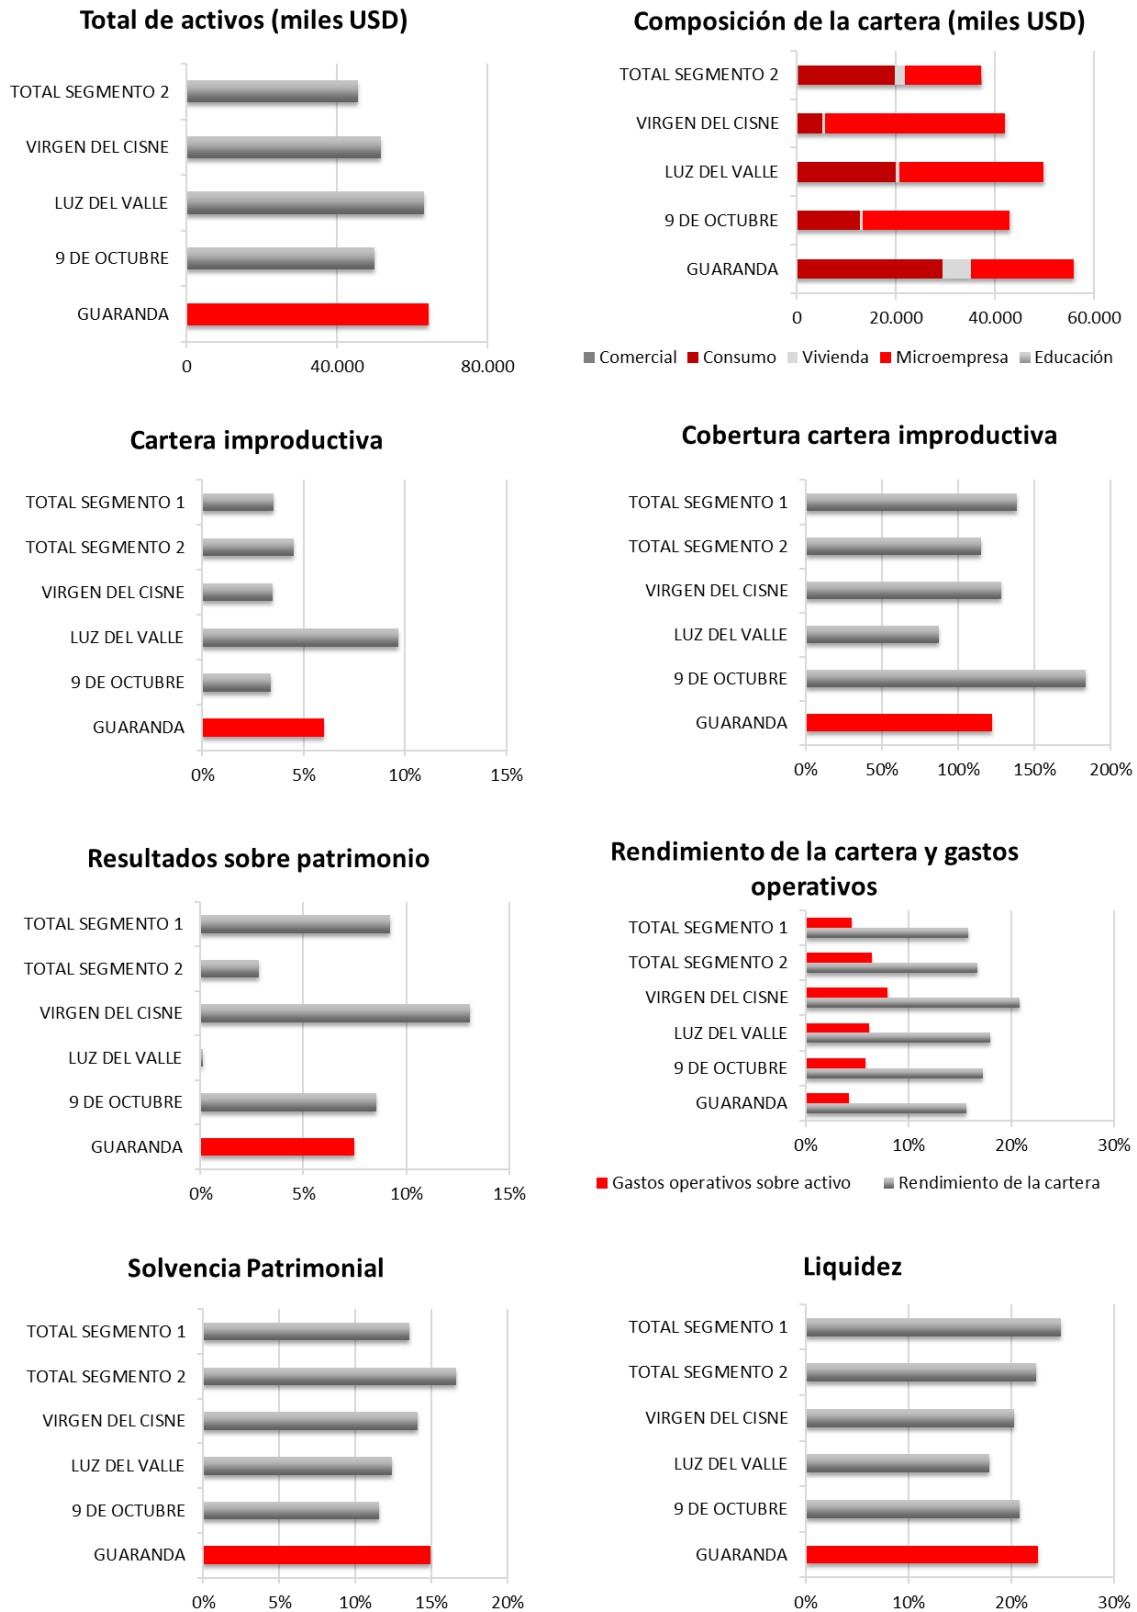 Total de activos (miles USD)
TOTAL SEGMENTO 2
VIRGEN DEL CISNE
LUZ DEL VALLE
9 DE OCTUBRE
GUARANDA
0 40.000 80.000
Composición de la cartera (miles USD)
TOTAL SEGMENTO 2
VIRGEN DEL CISNE
LUZ DEL VALLE
9 DE OCTUBRE
GUARANDA
0 20.000 40.000 60.000
Comercial Consumo Vivienda Microempresa Educación
Cartera improductiva
TOTAL SEGMENTO 1
TOTAL SEGMENTO 2
VIRGEN DEL CISNE
LUZ DEL VALLE
9 DE OCTUBRE
GUARANDA
0% 5% 10% 15%
Cobertura cartera improductiva
TOTAL SEGMENTO 1
TOTAL SEGMENTO 2
VIRGEN DEL CISNE
LUZ DEL VALLE
9 DE OCTUBRE
GUARANDA
0% 50% 100% 150% 200%
Resultados sobre patrimonio
TOTAL SEGMENTO 1
TOTAL SEGMENTO 2
VIRGEN DEL CISNE
LUZ DEL VALLE
9 DE OCTUBRE
GUARANDA
0% 5% 10% 15%
Rendimiento de la cartera y gastos
operativos
TOTAL SEGMENTO 1
TOTAL SEGMENTO 2
VIRGEN DEL CISNE
LUZ DEL VALLE
9 DE OCTUBRE
GUARANDA
0% 10% 20% 30%
Gastos operativos sobre activo Rendimiento de la cartera
Solvencia Patrimonial
TOTAL SEGMENTO 1
TOTAL SEGMENTO 2
VIRGEN DEL CISNE
LUZ DEL VALLE
9 DE OCTUBRE
GUARANDA
0% 5% 10% 15% 20%
Liquidez
TOTAL SEGMENTO 1
TOTAL SEGMENTO 2
VIRGEN DEL CISNE
LUZ DEL VALLE
9 DE OCTUBRE
GUARANDA
0% 10% 20% 30%